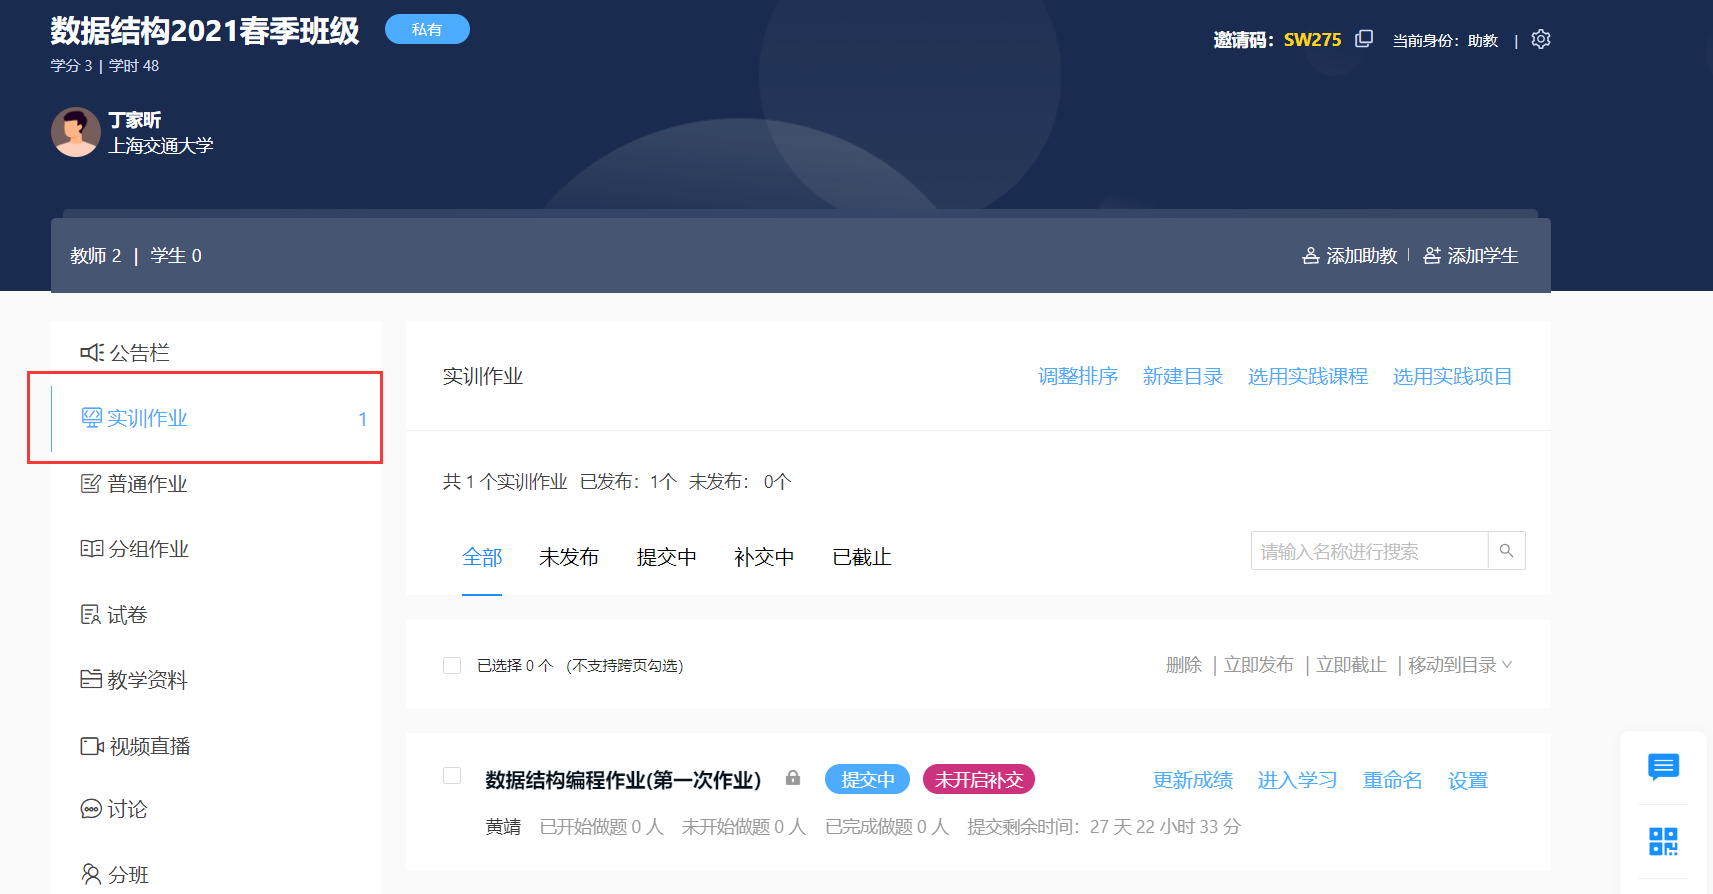 数据结构2021春季班级 私有 邀请码：SW275 当前身份：助教 |
学分 3 | 学时 48
丁家昕
上海交通大学
教师 2 | 学生 0 添加助教 | 添加学生
公告栏
实训作业 1
普通作业
分组作业
试卷
教学资料
视频直播
讨论
分班
实训作业 调整排序 新建目录 选用实践课程 选用实践项目
共 1 个实训作业 已发布：1个 未发布： 0个
全部 未发布 提交中 补交中 已截止 请输入名称进行搜索
已选择 0 个 （不支持跨页勾选） 删除 | 立即发布 | 立即截止 | 移动到目录
数据结构编程作业(第一次作业) 提交中 未开启补交 更新成绩 进入学习 重命名 设置
黄靖 已开始做题 0 人 未开始做题 0 人 已完成做题 0 人 提交剩余时间：27 天 22 小时 33 分